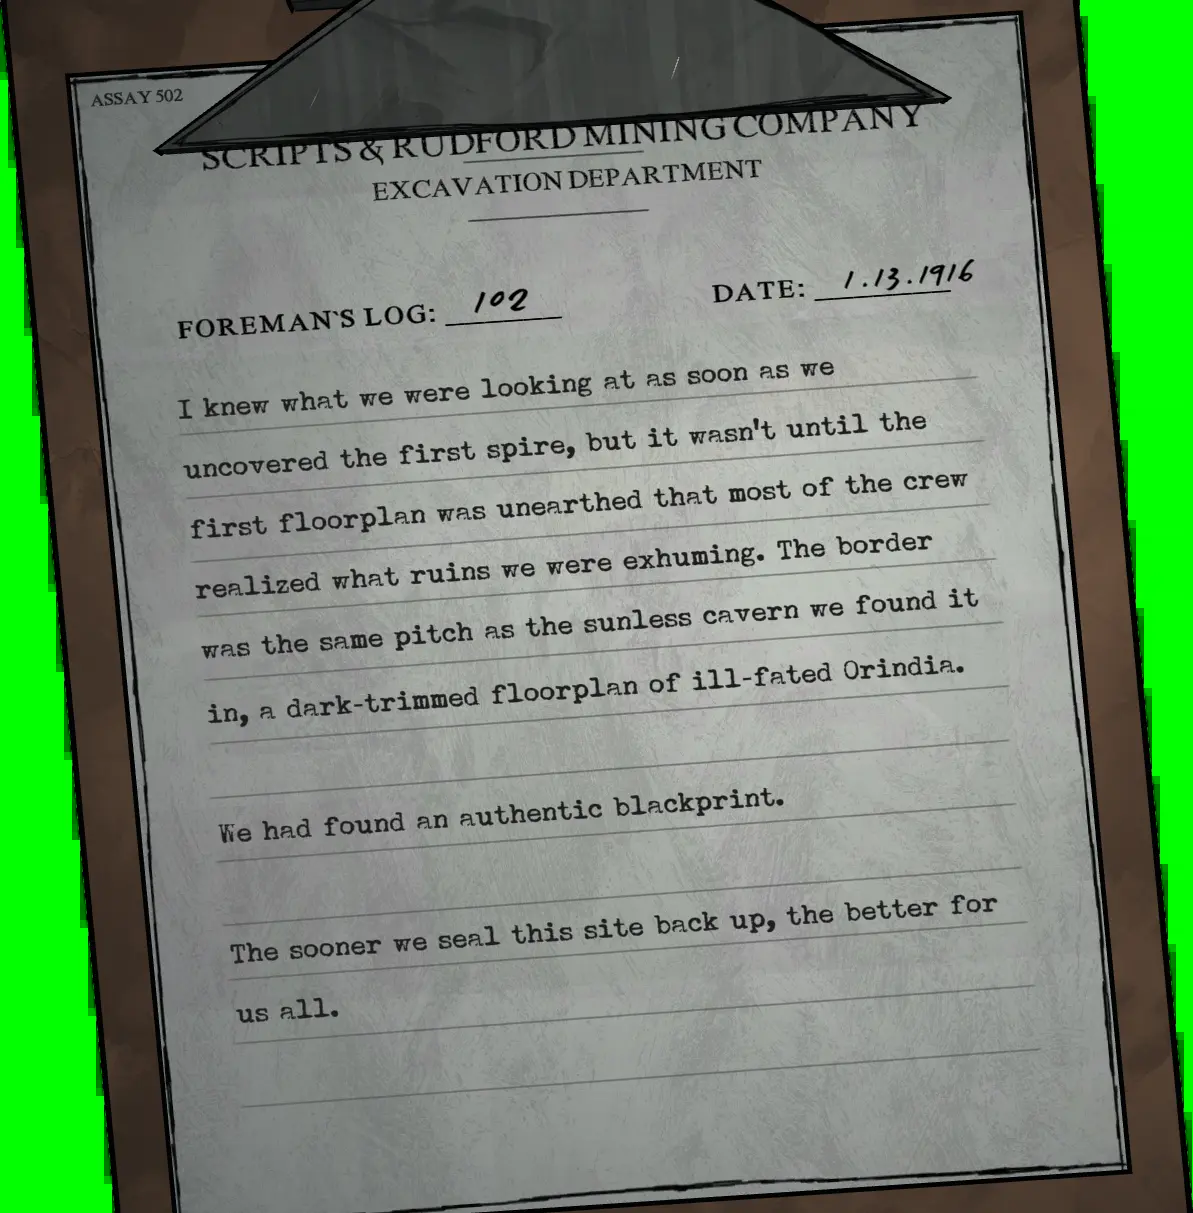 ASSAY 502
SCRIPTS & RUDFORD MINING COMPANY
EXCAVATION DEPARTMENT
FOREMAN'S LOG: 102 DATE: 1.13.1916
I knew what we were looking at as soon as we
uncovered the first spire, but it wasn't until the
first floorplan was unearthed that most of the crew
realized what ruins we were exhuming. The border
was the same pitch as the sunless cavern we found it
in, a dark-trimmed floorplan of ill-fated Orindia.
We had found an authentic blackprint.
The sooner we seal this site back up, the better for
us all.